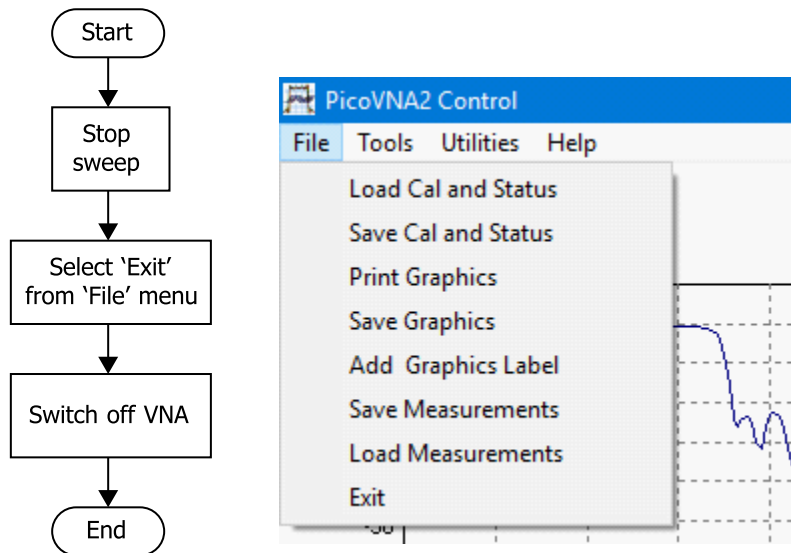 Start
Stop
sweep
Select ‘Exit’
from ‘File’ menu
Switch off VNA
End
PicoVNA2 Control
File Tools Utilities Help
Load Cal and Status
Save Cal and Status
Print Graphics
Save Graphics
Add Graphics Label
Save Measurements
Load Measurements
Exit